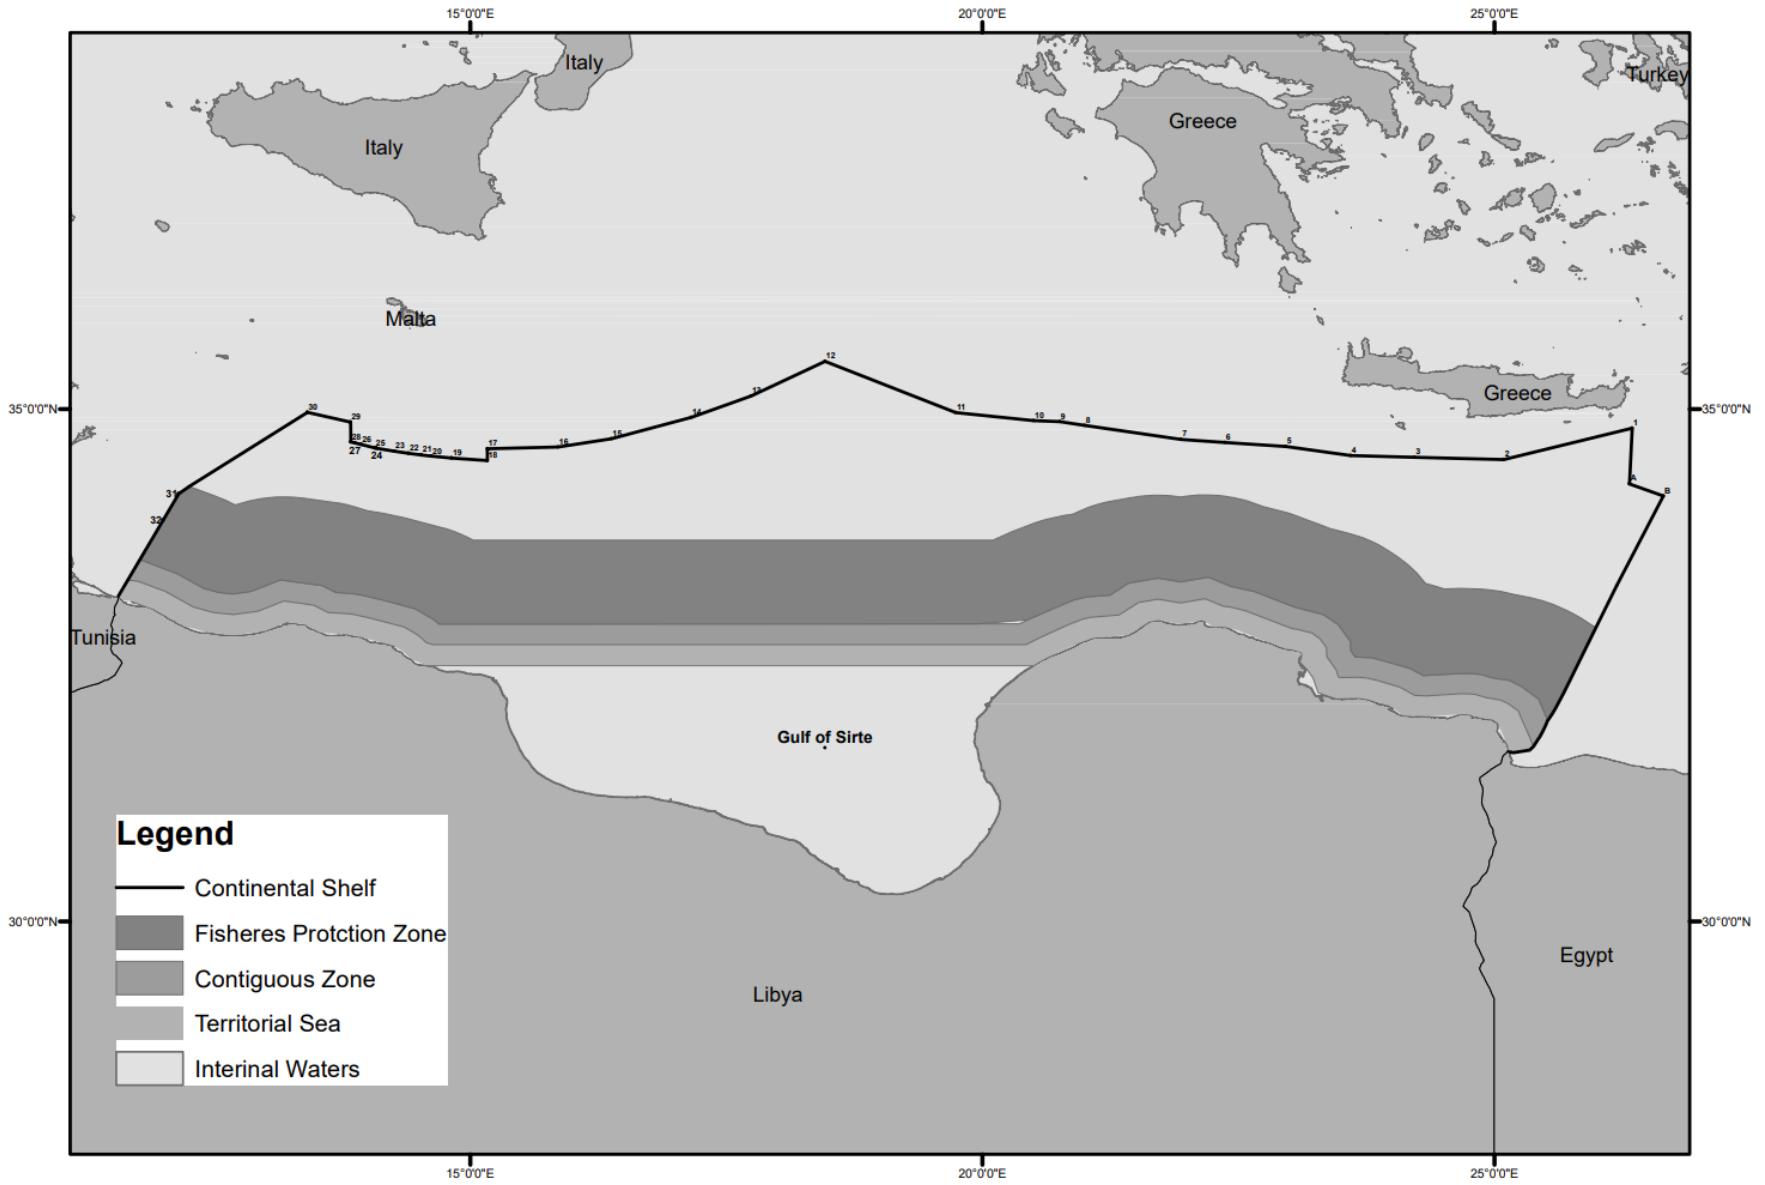 15°0'0"E
20°0'0"E
25°0'0"E
Italy
Italy
Greece
Turkey
Malta
Greece
35°0'0"N
35°0'0"N
12
13
30
29
11
14
10
9
8
1
28
26
25
23
22
21
20
19
17
18
16
15
7
6
5
4
3
2
27
24
31
32
A
B
Tunisia
Gulf of Sirte
Legend
Continental Shelf
Fisheres Protction Zone
Contiguous Zone
Territorial Sea
Interinal Waters
30°0'0"N
30°0'0"N
Libya
Egypt
15°0'0"E
20°0'0"E
25°0'0"E